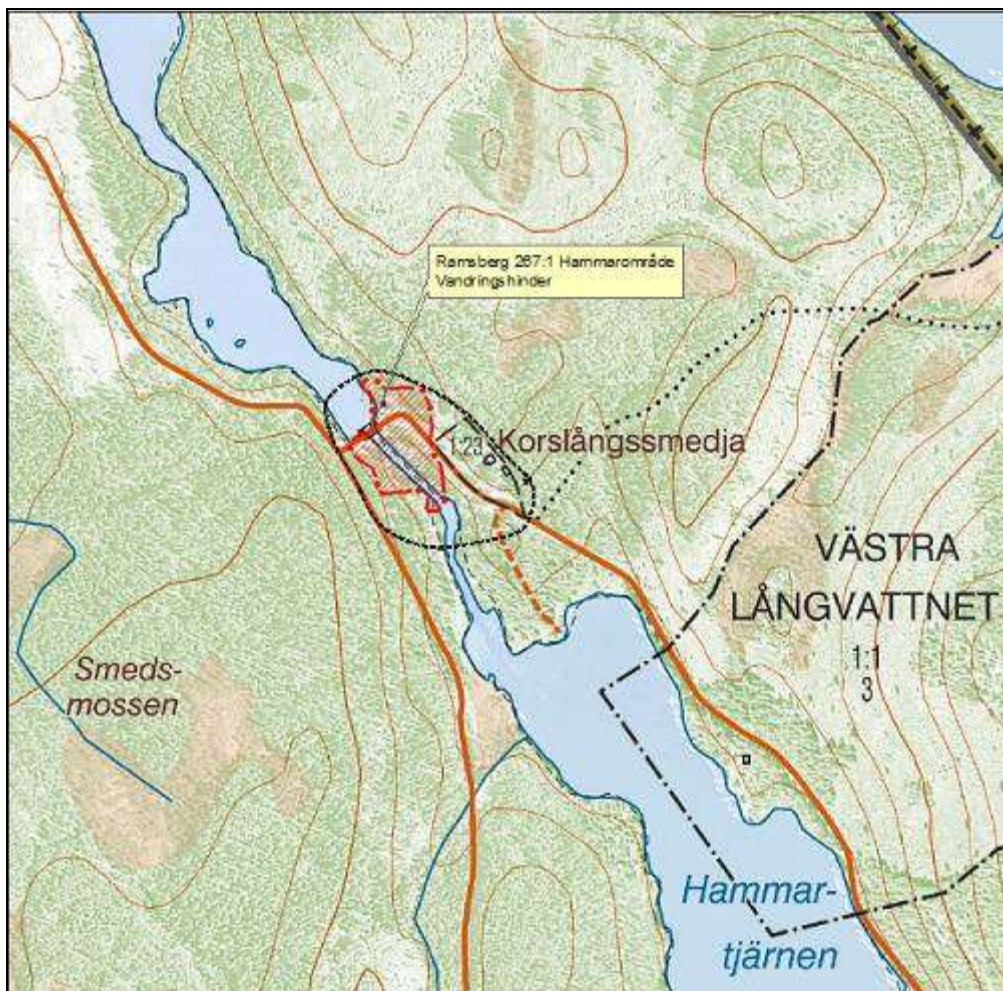 Ramsberg 267:1 Hammarområde
Vandringshinder
1:23
Korslångssmedja
VÄSTRA
LÅNGVATTNET
1:1
3
Smeds-
mossen
Hammar-
tjärnen